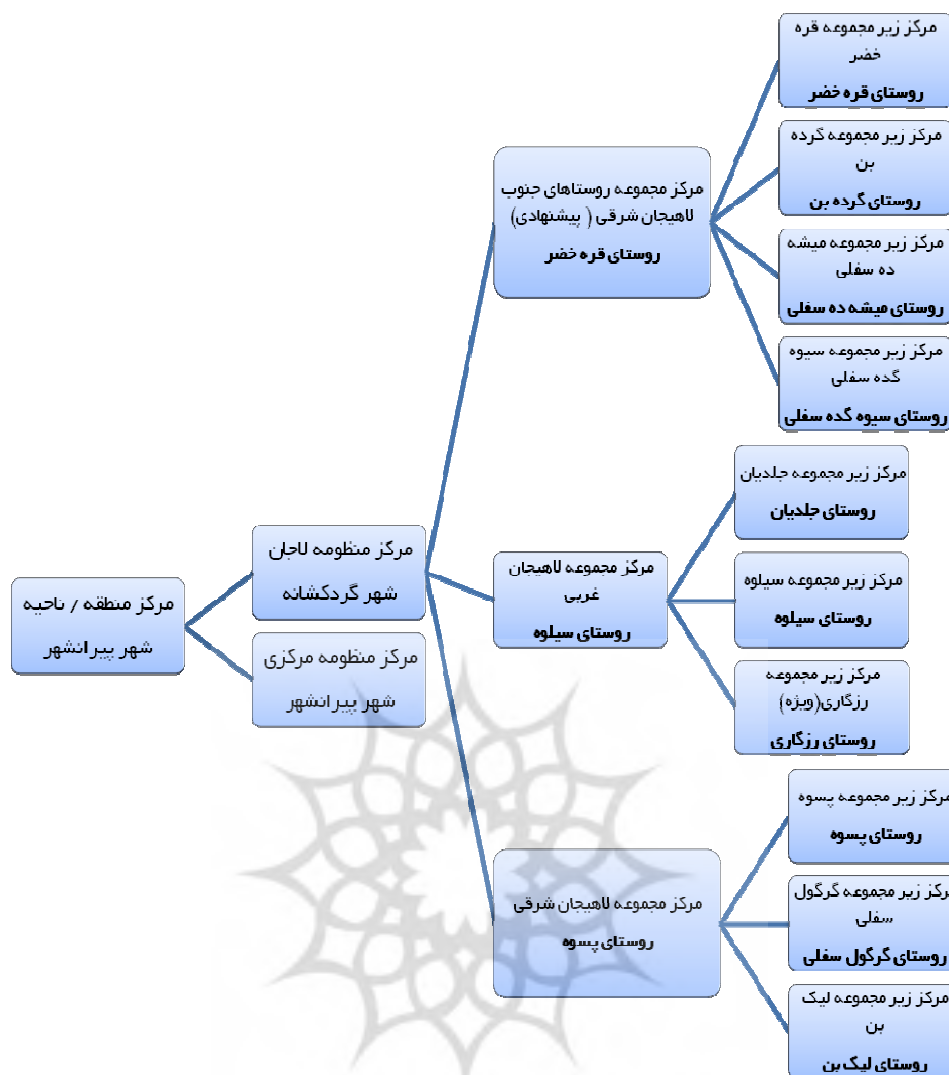 مرکز منطقه / ناحیه
شهر پیرانشهر
مرکز منظومه لاجان
شهر گردکشانه
مرکز منظومه مرکزی
شهر پیرانشهر
مرکز مجموعه روستاهای جنوب
لاهیجان شرقی ( پیشنهادی)
روستای قره خضر
مرکز زیر مجموعه قره
خضر
روستای قره خضر
مرکز زیر مجموعه گرده
بن
روستای گرده بن
مرکز زیر مجموعه میشه
ده سفلی
روستای میشه ده سفلی
مرکز زیر مجموعه سیوه
گده سفلی
روستای سیوه گده سفلی
مرکز مجموعه لاهیجان
غربی
روستای سیلوه
مرکز زیر مجموعه جلدیان
روستای جلدیان
مرکز زیر مجموعه سیلوه
روستای سیلوه
مرکز زیر مجموعه
رزگاری(ویژه)
روستای رزگاری
مرکز مجموعه لاهیجان شرقی
روستای پسوه
مرکز زیر مجموعه پسوه
روستای پسوه
مرکز زیر مجموعه گرگول
سفلی
روستای گرگول سفلی
مرکز زیر مجموعه لیک
بن
روستای لیک بن